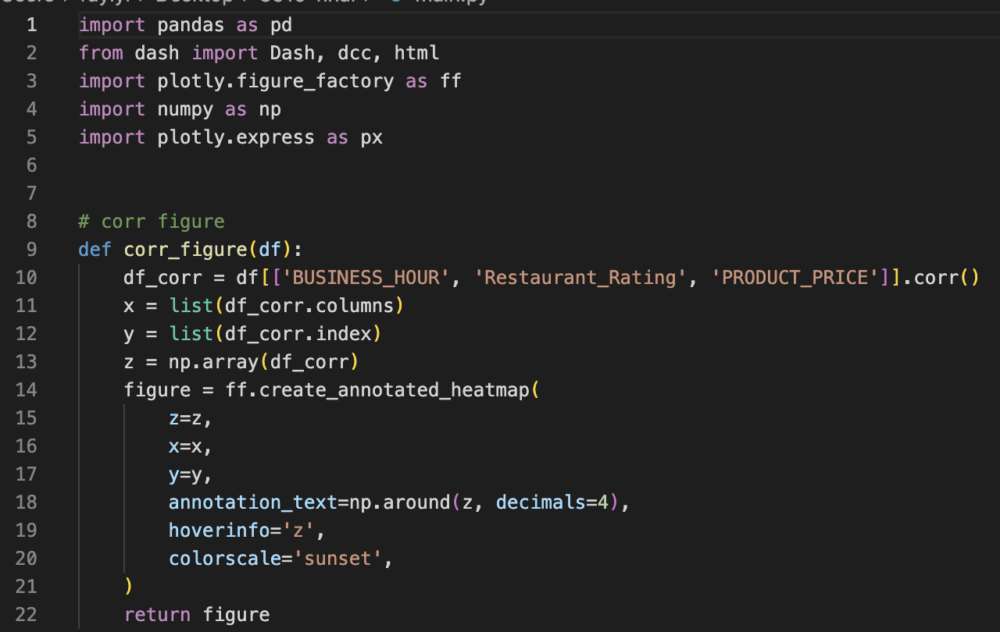 1 import pandas as pd
2 from dash import Dash, dcc, html
3 import plotly.figure_factory as ff
4 import numpy as np
5 import plotly.express as px
6
7
8 # corr figure
9 def corr_figure(df):
10     df_corr = df[['BUSINESS_HOUR', 'Restaurant_Rating', 'PRODUCT_PRICE']].corr()
11     x = list(df_corr.columns)
12     y = list(df_corr.index)
13     z = np.array(df_corr)
14     figure = ff.create_annotated_heatmap(
15         z=z,
16         x=x,
17         y=y,
18         annotation_text=np.around(z, decimals=4),
19         hoverinfo='z',
20         colorscale='sunset',
21     )
22     return figure